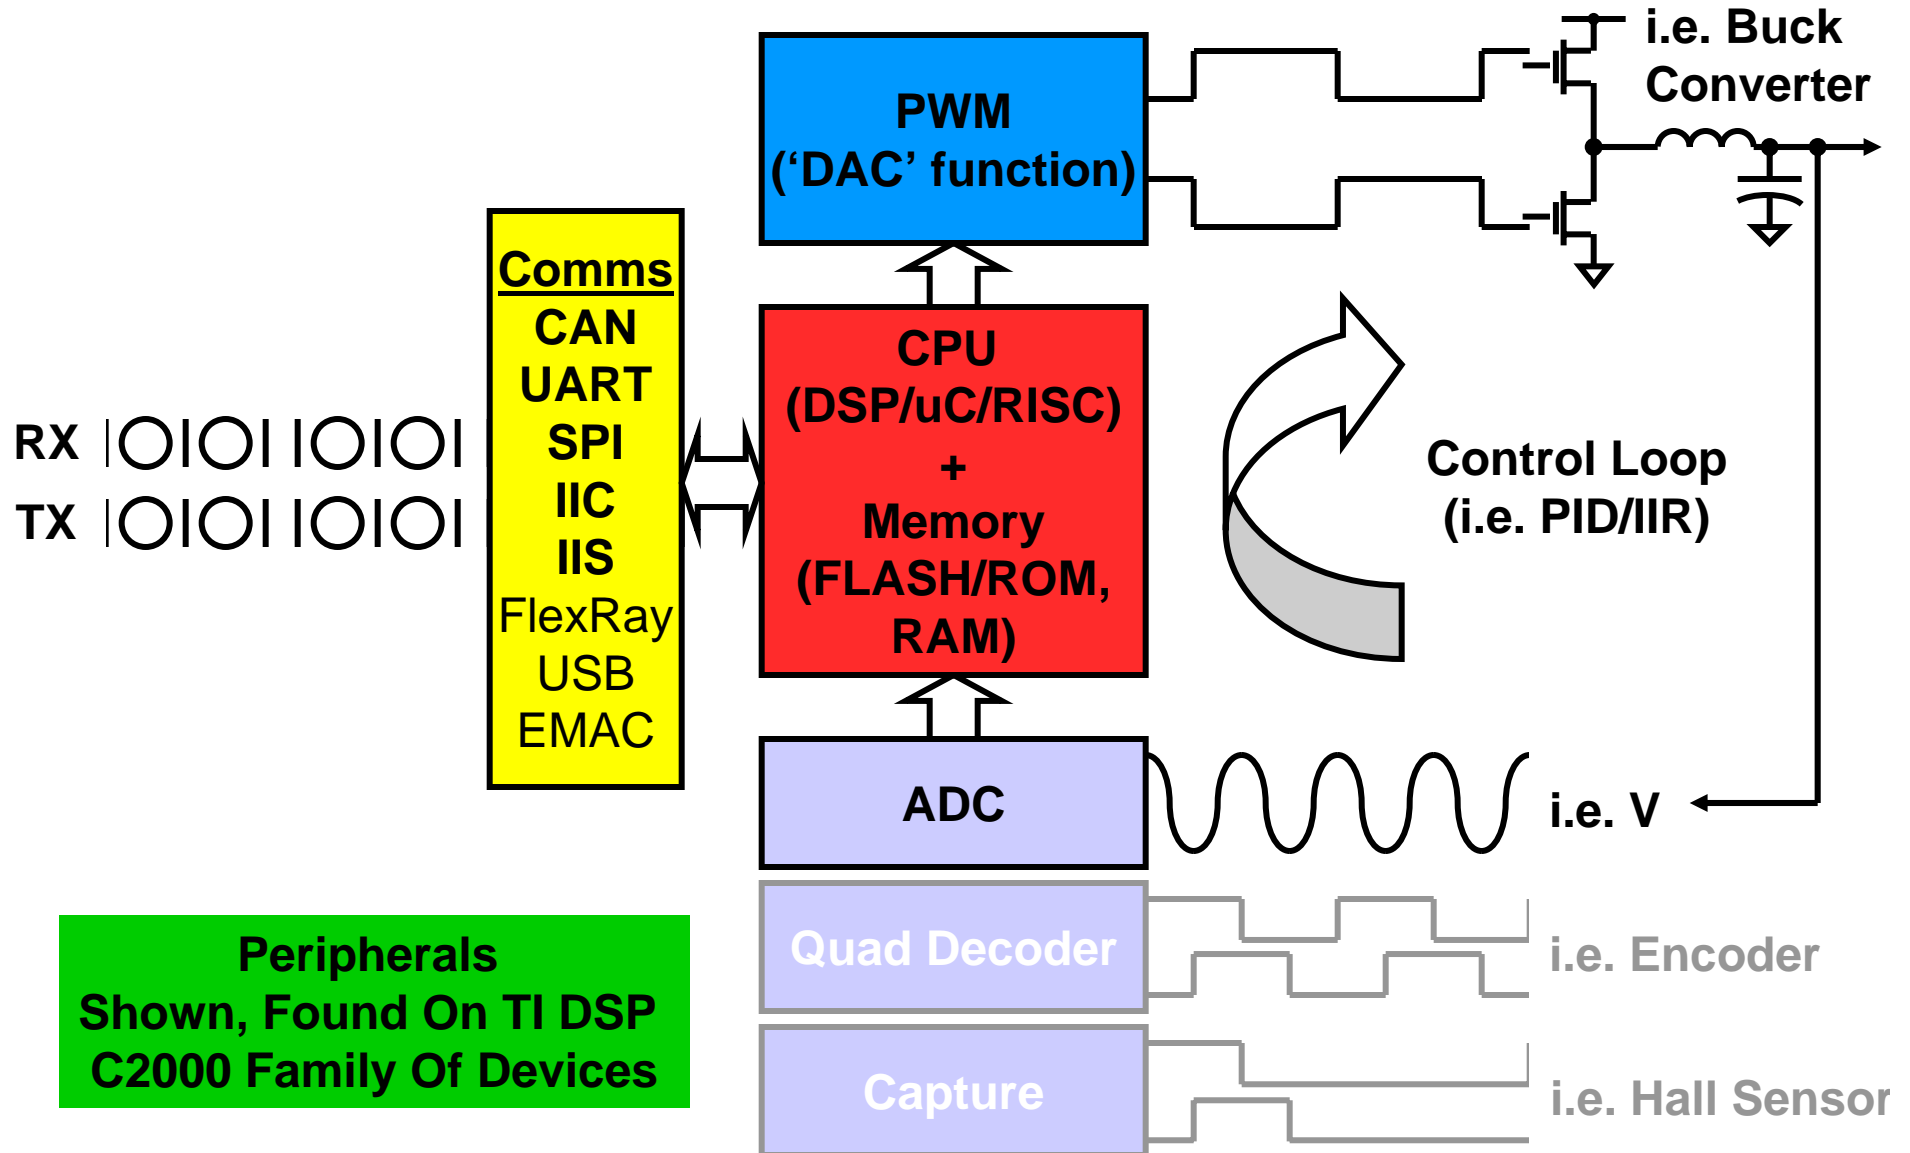 i.e. Buck
Converter
PWM
(‘DAC’ function)
Comms
CAN
UART
SPI
IIC
IIS
FlexRay
USB
EMAC
RX
TX
CPU
(DSP/uC/RISC)
+
Memory
(FLASH/ROM,
RAM)
Control Loop
(i.e. PID/IIR)
ADC
i.e. V
Quad Decoder
i.e. Encoder
Capture
i.e. Hall Sensor
Peripherals
Shown, Found On TI DSP
C2000 Family Of Devices